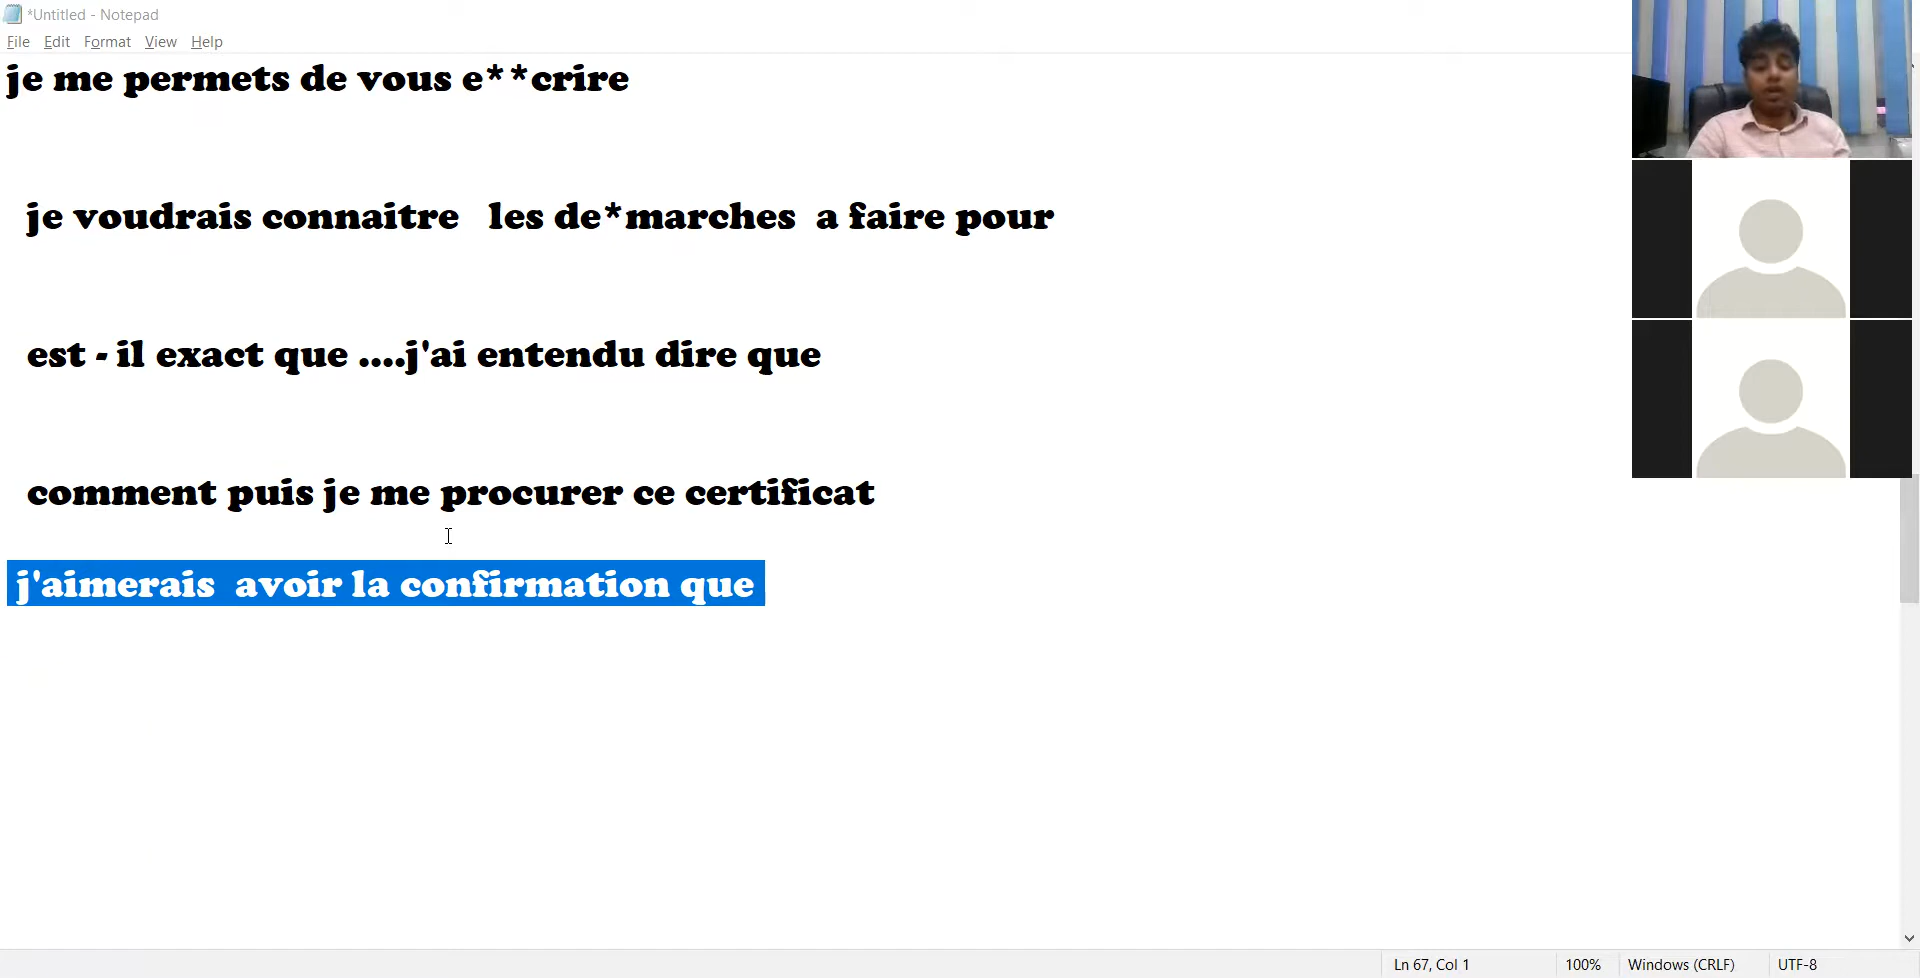 *Untitled - Notepad
File Edit Format View Help
je me permets de vous e**crire
je voudrais connaitre les de*marches a faire pour
est - il exact que ....j'ai entendu dire que
comment puis je me procurer ce certificat
j'aimerais avoir la confirmation que
Ln 67, Col 1 100% Windows (CRLF) UTF-8